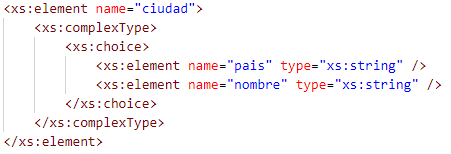 <xs:element name="ciudad">
<xs:complexType>
<xs:choice>
<xs:element name="pais" type="xs:string" />
<xs:element name="nombre" type="xs:string" />
</xs:choice>
</xs:complexType>
</xs:element>